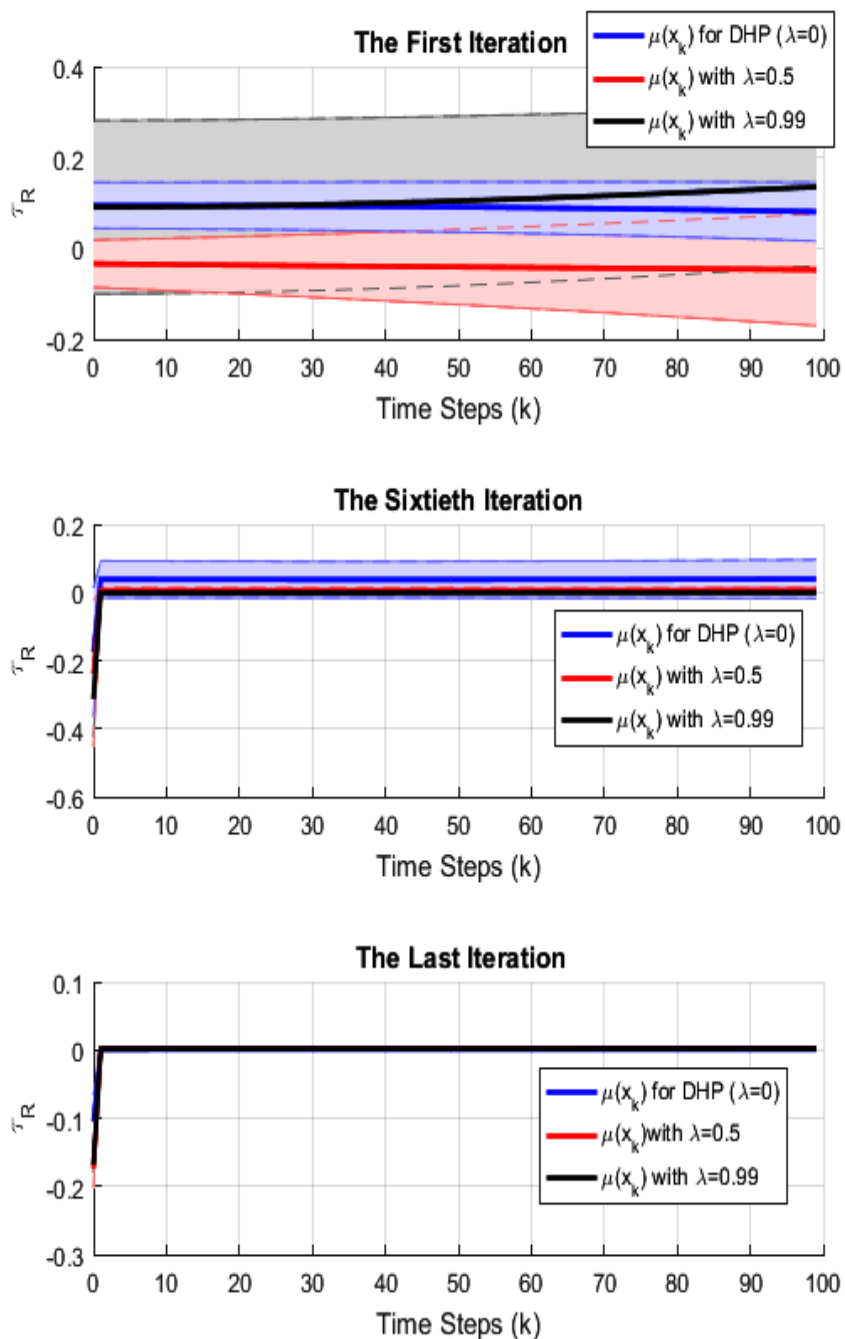 The First Iteration
μ(x_k) for DHP (λ=0)
μ(x_k) with λ=0.5
μ(x_k) with λ=0.99
0.4
0.2
0
-0.2
τ_R
0 10 20 30 40 50 60 70 80 90 100
Time Steps (k)
The Sixtieth Iteration
0.2
0
-0.2
-0.4
-0.6
τ_R
μ(x_k) for DHP (λ=0)
μ(x_k) with λ=0.5
μ(x_k) with λ=0.99
0 10 20 30 40 50 60 70 80 90 100
Time Steps (k)
The Last Iteration
0.1
0
-0.1
-0.2
-0.3
τ_R
μ(x_k) for DHP (λ=0)
μ(x_k)with λ=0.5
μ(x_k) with λ=0.99
0 10 20 30 40 50 60 70 80 90 100
Time Steps (k)